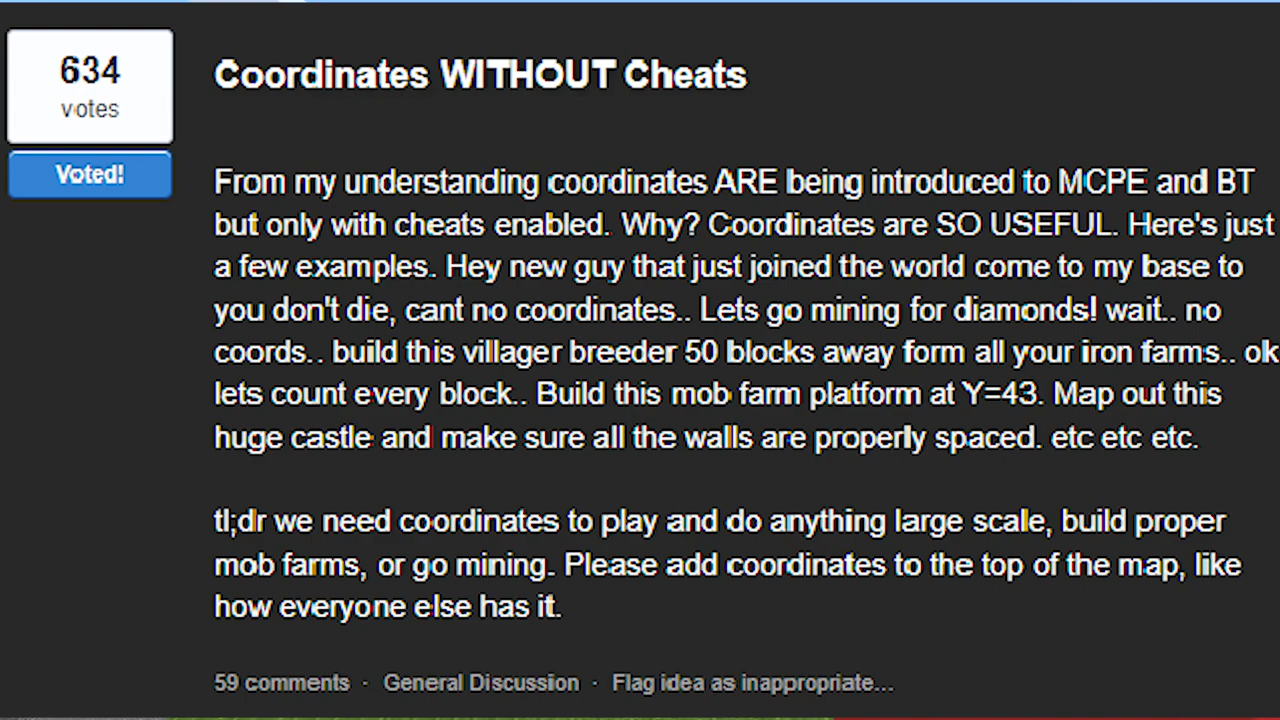 634
votes
Voted!
Coordinates WITHOUT Cheats
From my understanding coordinates ARE being introduced to MCPE and BT
but only with cheats enabled. Why? Coordinates are SO USEFUL. Here's just
a few examples. Hey new guy that just joined the world come to my base to
you don't die, cant no coordinates.. Lets go mining for diamonds! wait.. no
coords.. build this villager breeder 50 blocks away form all your iron farms.. ok
lets count every block.. Build this mob farm platform at Y=43. Map out this
huge castle and make sure all the walls are properly spaced. etc etc etc.
tl;dr we need coordinates to play and do anything large scale, build proper
mob farms, or go mining. Please add coordinates to the top of the map, like
how everyone else has it.
59 comments · General Discussion · Flag idea as inappropriate...